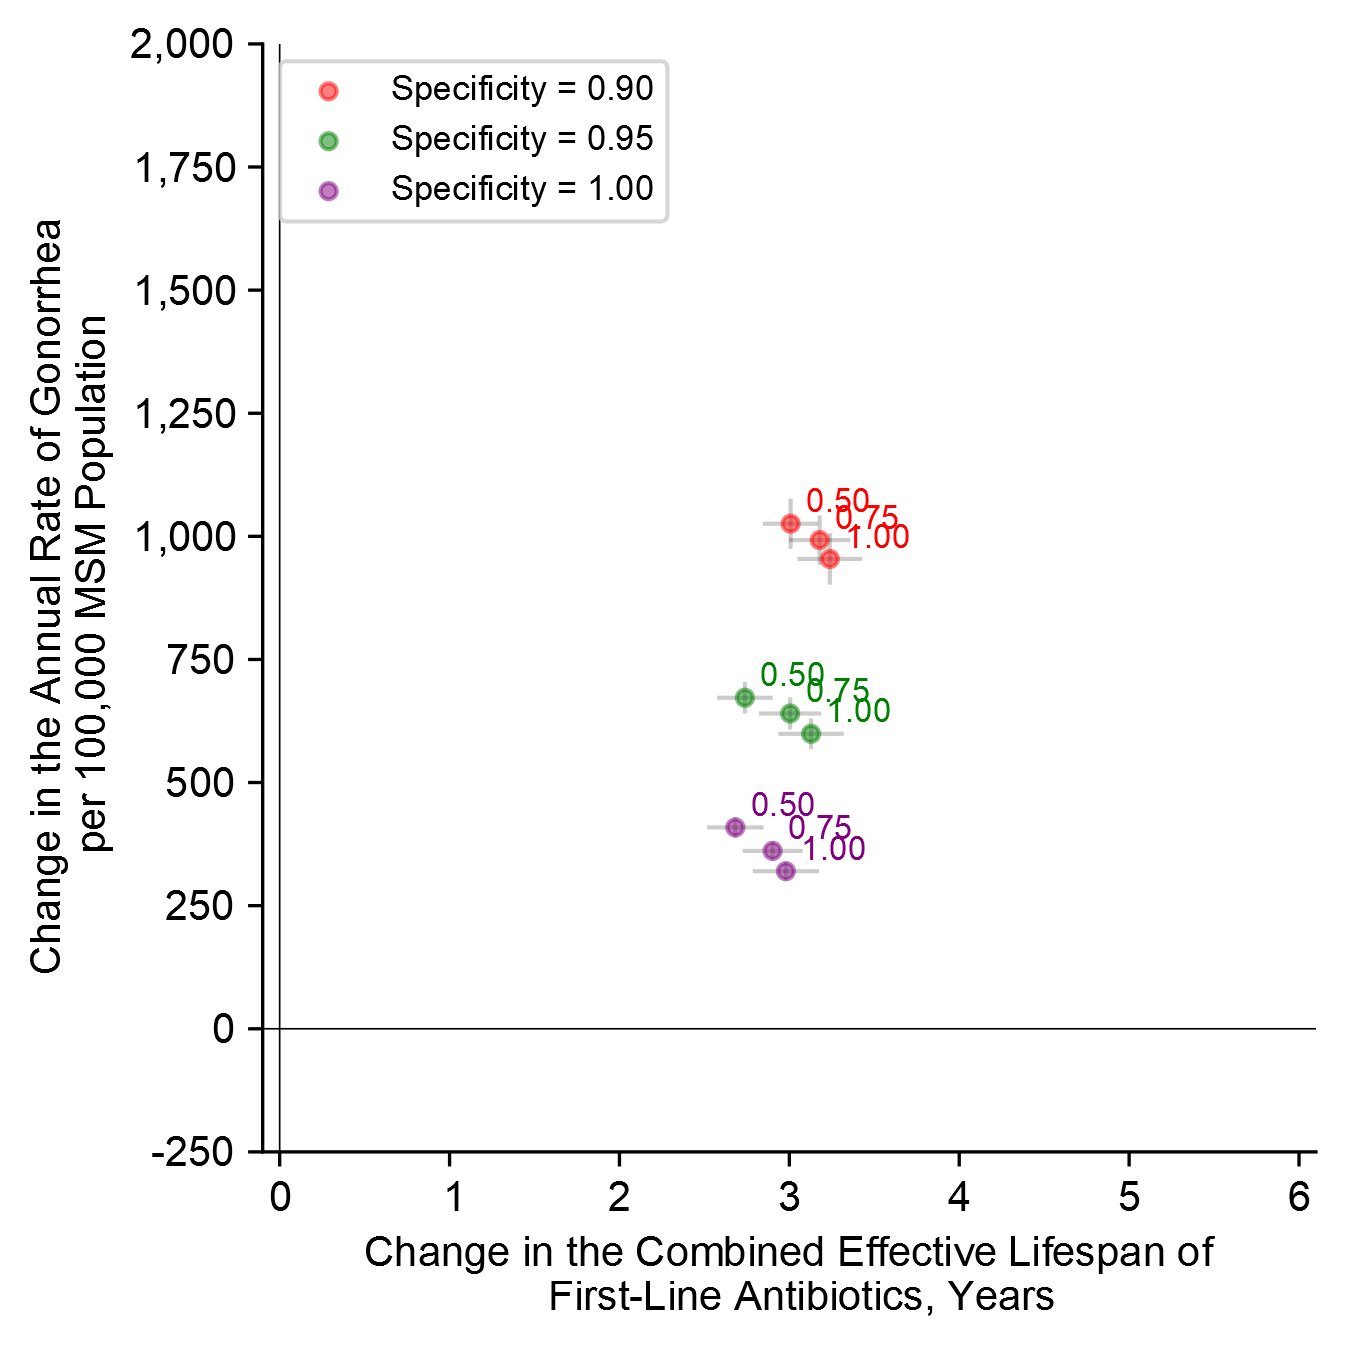 2,000
1,750
1,500
1,250
1,000
750
500
250
0
-250
Change in the Annual Rate of Gonorrhea
per 100,000 MSM Population
Specificity = 0.90
Specificity = 0.95
Specificity = 1.00
0.50
0.75
1.00
0.50
0.75
1.00
0.50
0.75
1.00
0 1 2 3 4 5 6
Change in the Combined Effective Lifespan of
First-Line Antibiotics, Years